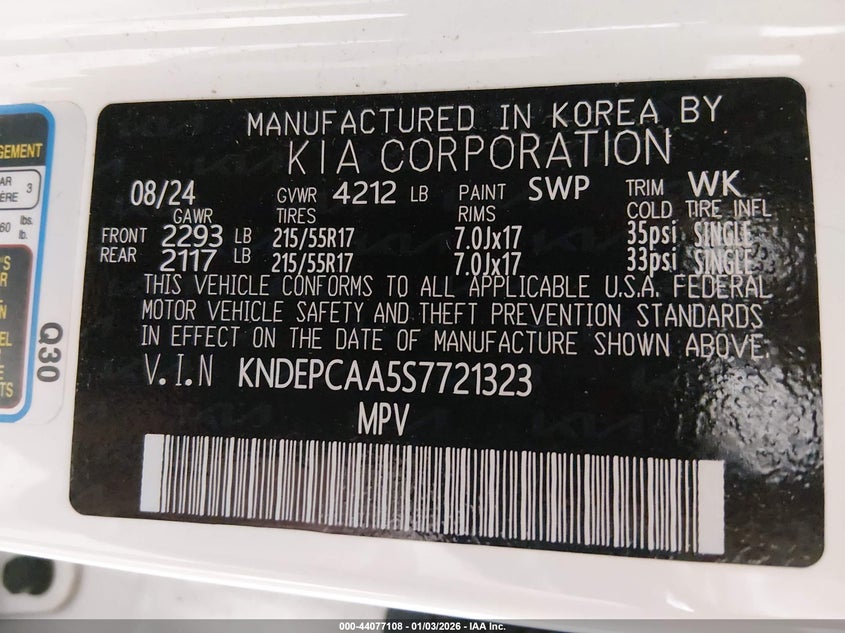 MANUFACTURED IN KOREA BY
KIA CORPORATION
08/24 GVWR 4212 LB PAINT SWP TRIM WK
GAWR TIRES RIMS COLD TIRE INFL
FRONT 2293 LB 215/55R17 7.0Jx17 35psi SINGLE
REAR 2117 LB 215/55R17 7.0Jx17 33psi SINGLE
THIS VEHICLE CONFORMS TO ALL APPLICABLE U.S.A. FEDERAL
MOTOR VEHICLE SAFETY AND THEFT PREVENTION STANDARDS
IN EFFECT ON THE DATE OF MANUFACTURE SHOWN ABOVE.
V.I.N KNDEPCAA5S7721323
MPV
Q30
3
lbs.
lb.
000-44077108 - 01/03/2026 - IAA, Inc.